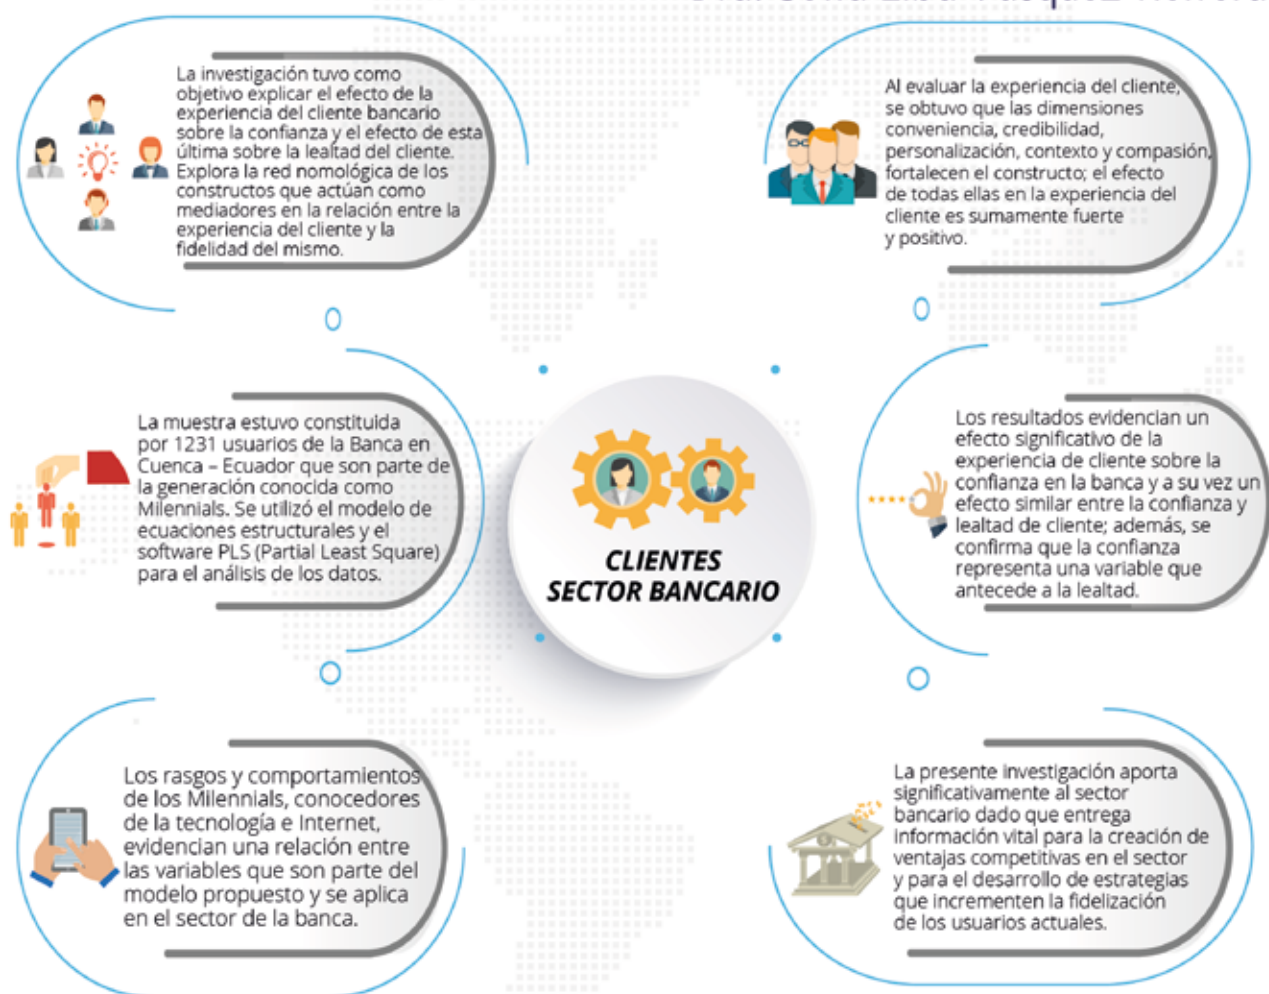 La investigación tuvo como
objetivo explicar el efecto de la
experiencia del cliente bancario
sobre la confianza y el efecto de esta
última sobre la lealtad del cliente.
Explora la red nomológica de los
constructos que actúan como
mediadores en la relación entre la
experiencia del cliente y la
fidelidad del mismo.
Al evaluar la experiencia del cliente,
se obtuvo que las dimensiones
conveniencia, credibilidad,
personalización, contexto y compasión,
fortalecen el constructo; el efecto
de todas ellas en la experiencia del
cliente es sumamente fuerte
y positivo.
La muestra estuvo constituida
por 1231 usuarios de la Banca en
Cuenca – Ecuador que son parte de
la generación conocida como
Milennials. Se utilizó el modelo de
ecuaciones estructurales y el
software PLS (Partial Least Square)
para el análisis de los datos.
CLIENTES
SECTOR BANCARIO
Los resultados evidencian un
efecto significativo de la
experiencia de cliente sobre la
confianza en la banca y a su vez un
efecto similar entre la confianza y
lealtad de cliente; además, se
confirma que la confianza
representa una variable que
antecede a la lealtad.
Los rasgos y comportamientos
de los Milennials, conocedores
de la tecnología e Internet,
evidencian una relación entre
las variables que son parte del
modelo propuesto y se aplica
en el sector de la banca.
La presente investigación aporta
significativamente al sector
bancario dado que entrega
información vital para la creación de
ventajas competitivas en el sector
y para el desarrollo de estrategias
que incrementen la fidelización
de los usuarios actuales.